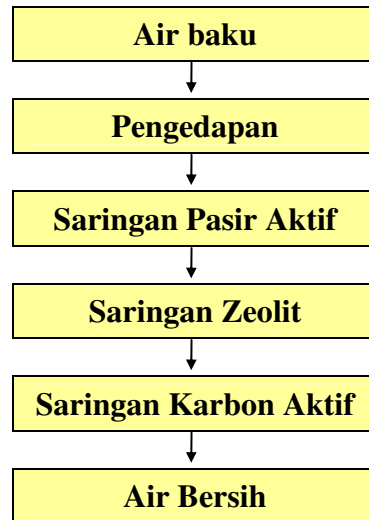 Air baku
Pengedapan
Saringan Pasir Aktif
Saringan Zeolit
Saringan Karbon Aktif
Air Bersih